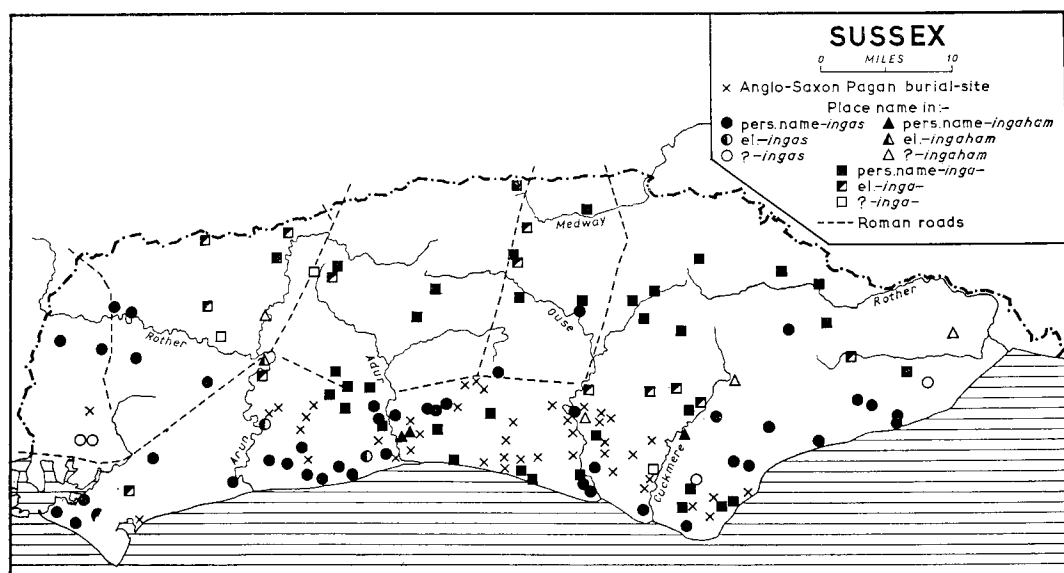 SUSSEX
0 MILES 10
× Anglo-Saxon Pagan burial-site
Place name in:-
● pers.name-ingas ▲ pers.name-ingaham
◐ el.-ingas ◮ el.-ingaham
○ ?-ingas △ ?-ingaham
■ pers.name-inga-
◪ el.-inga-
□ ?-inga-
---- Roman roads
Medway
Rother
Ouse
Rother
Adur
Arun
Cuckmere